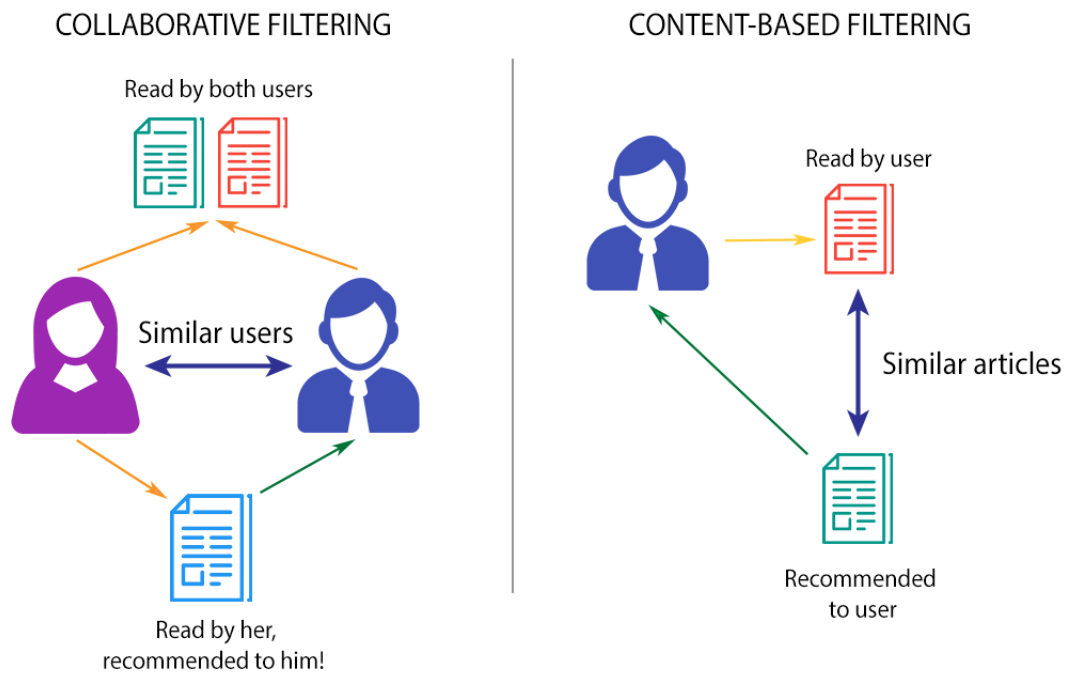 COLLABORATIVE FILTERING
Read by both users
Similar users
Read by her,
recommended to him!
CONTENT-BASED FILTERING
Read by user
Similar articles
Recommended
to user